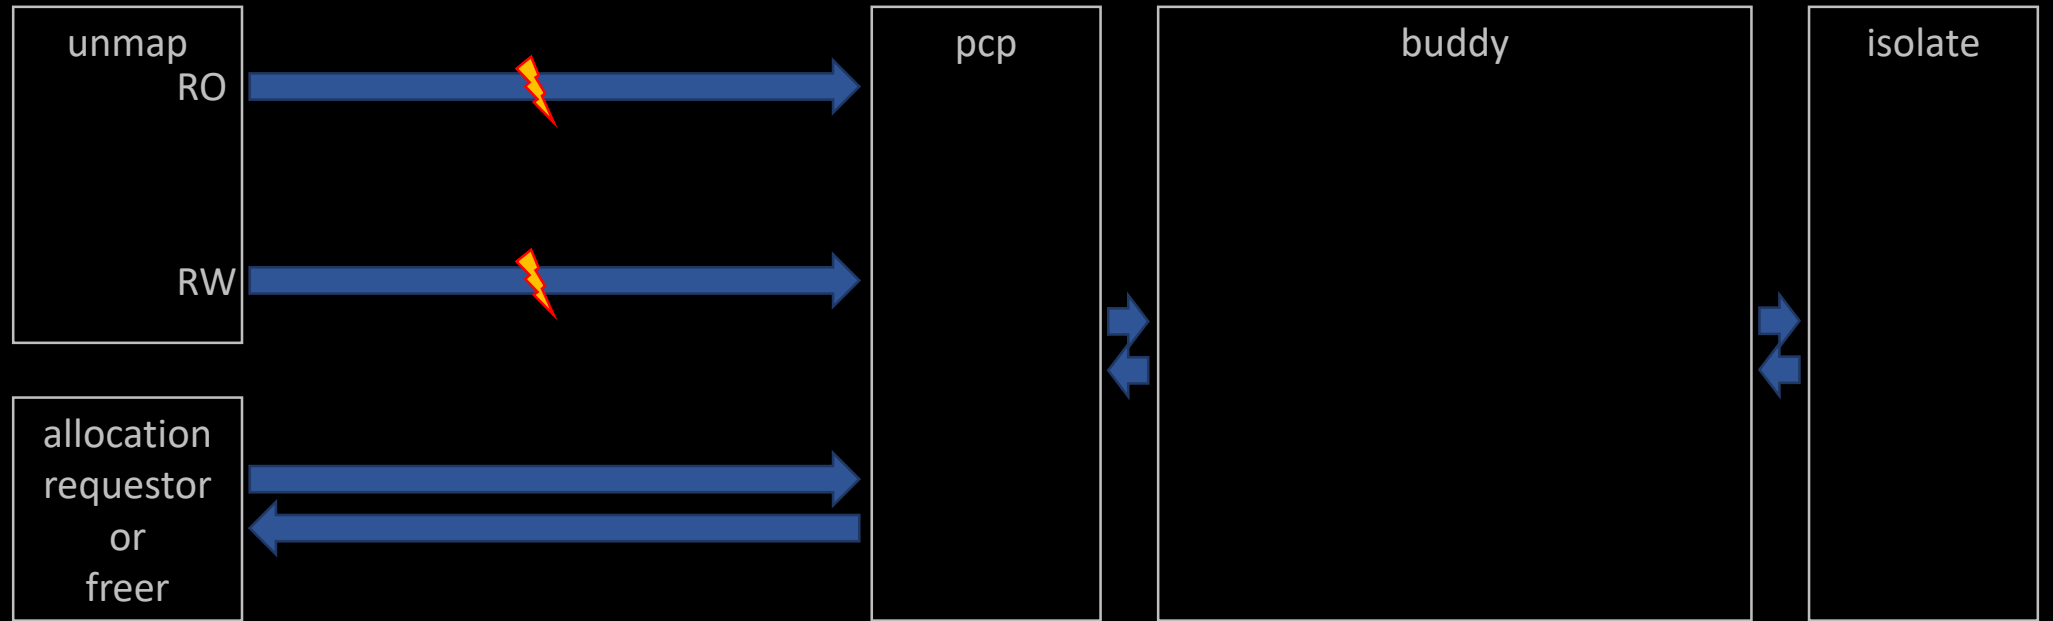 unmap
RO
RW
allocation
requestor
or
freer
pcp
buddy
isolate